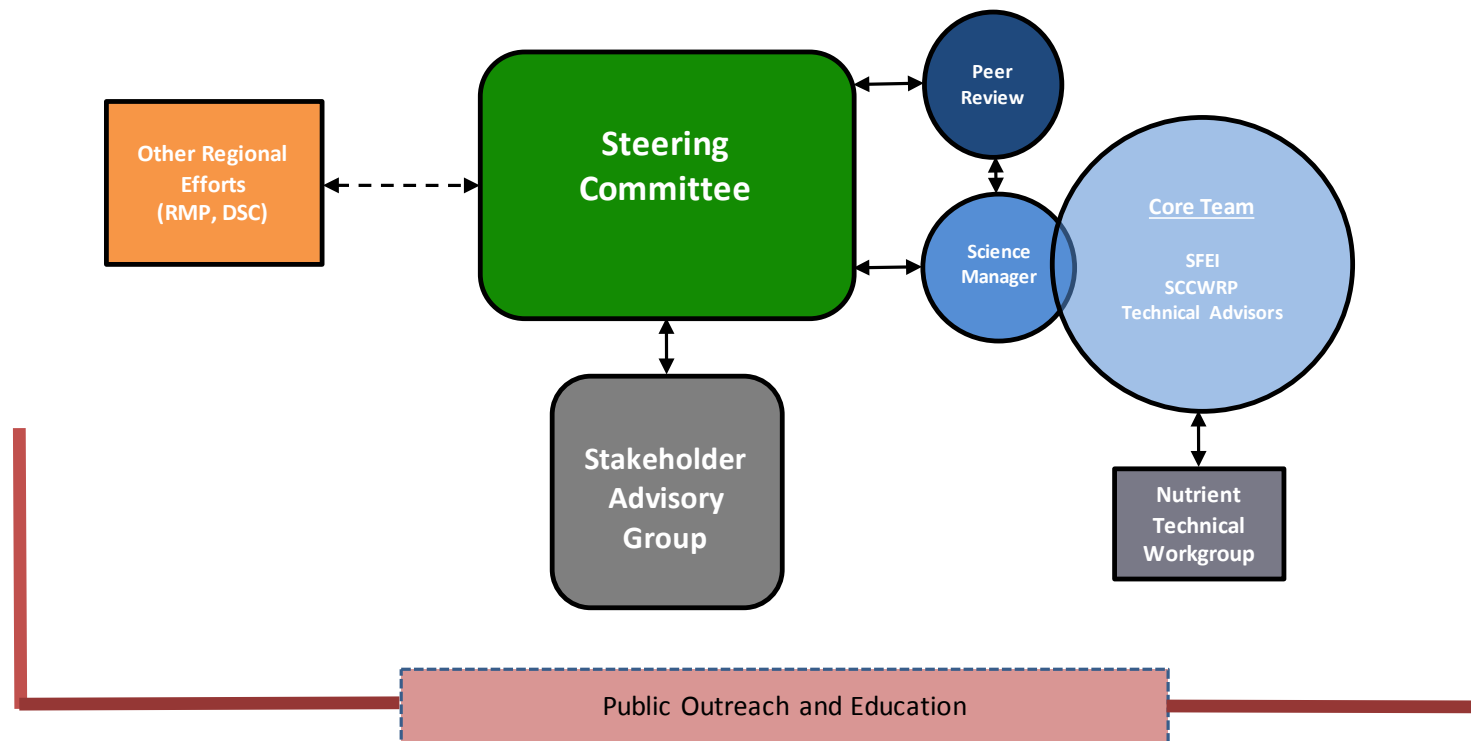 Peer
Review
Steering
Committee
Other Regional
Efforts
(RMP, DSC)
Core Team
SFEI
SCCWRP
Technical Advisors
Science
Manager
Stakeholder
Advisory
Group
Nutrient
Technical
Workgroup
Public Outreach and Education